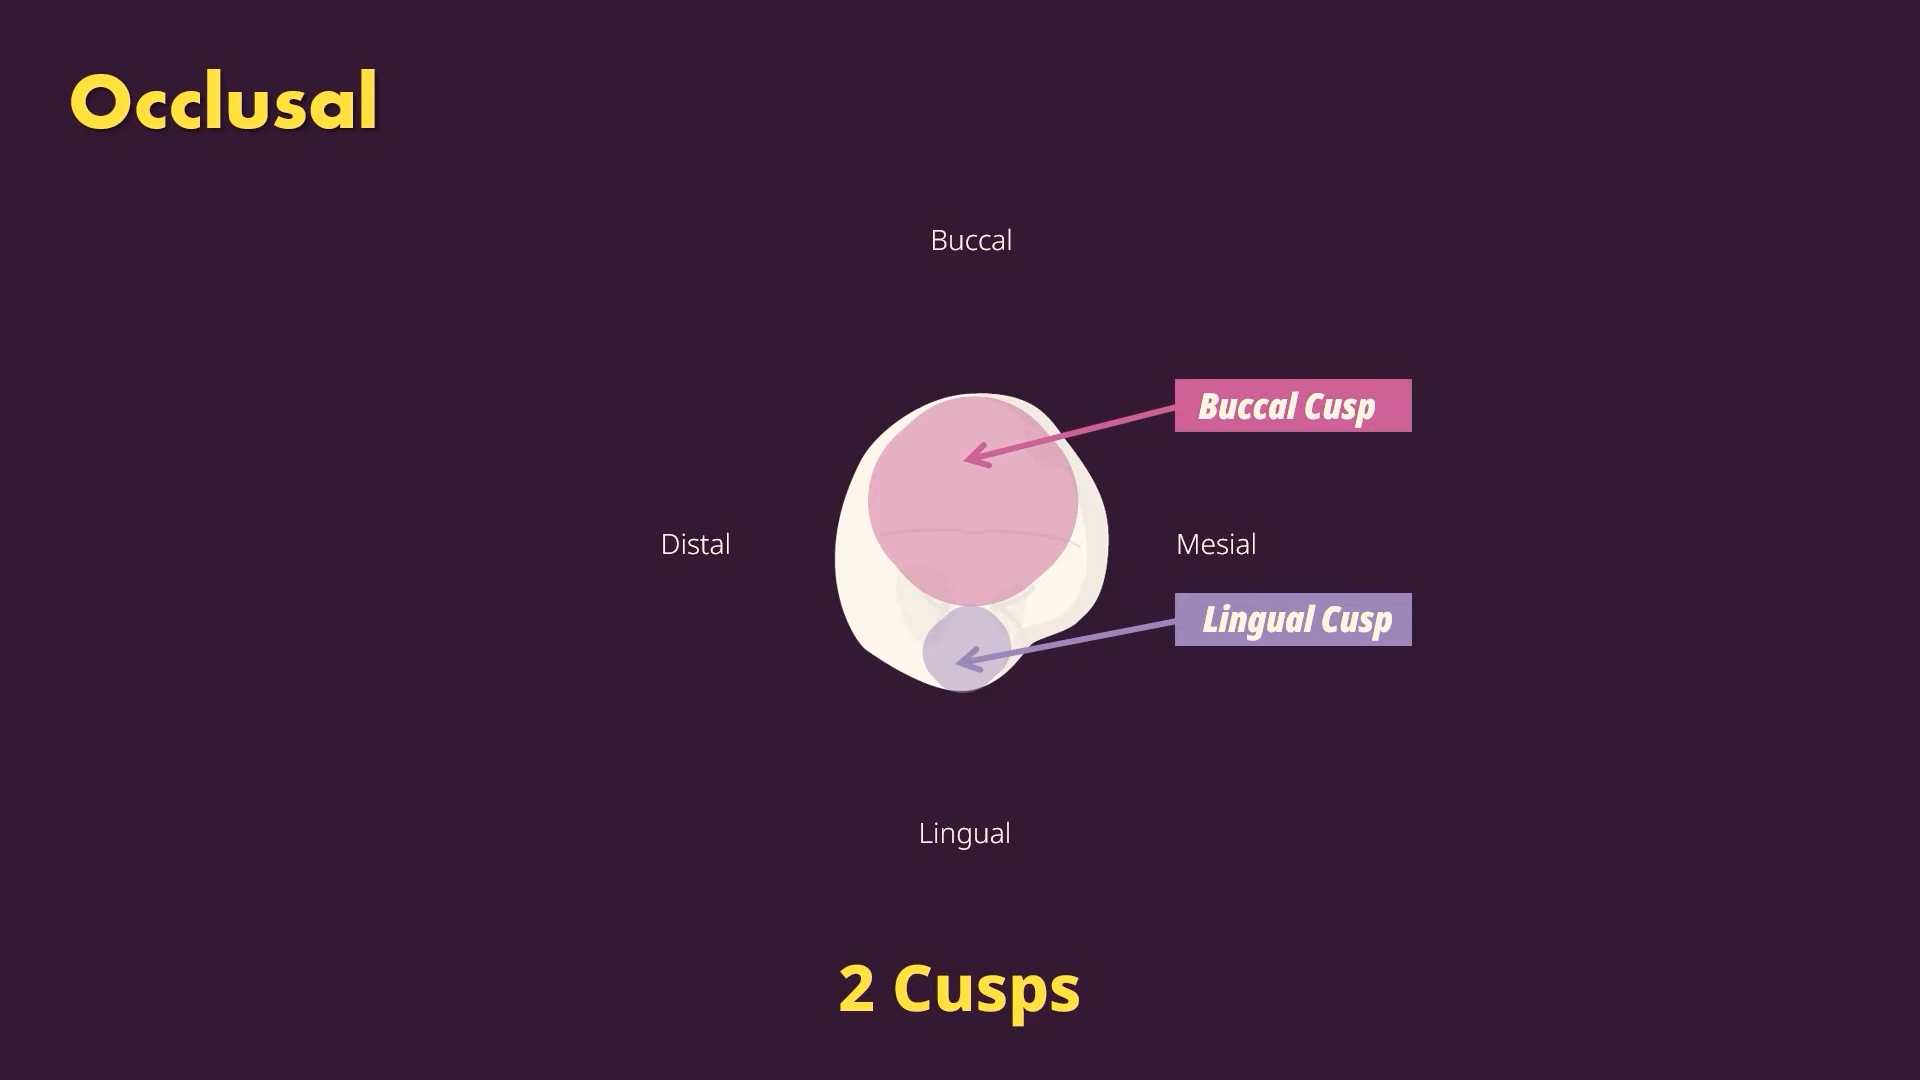 Occlusal
Buccal
Buccal Cusp
Distal
Mesial
Lingual Cusp
Lingual
2 Cusps